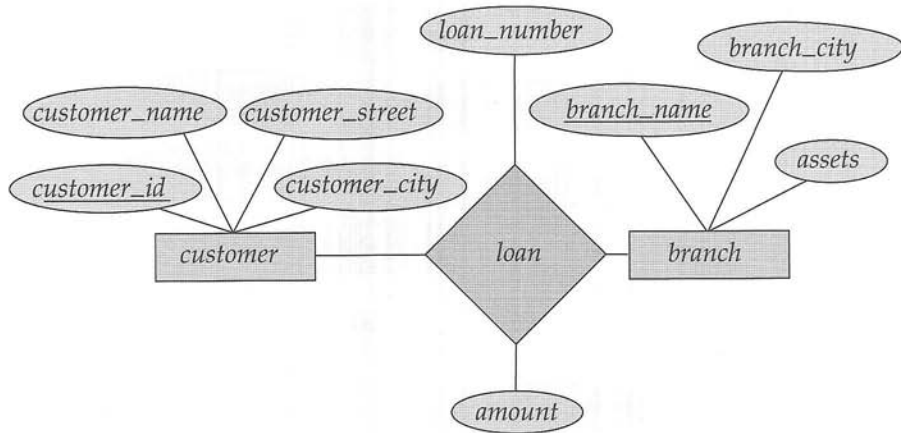 loan_number
branch_city
customer_name
customer_street
branch_name
customer_id
customer_city
assets
customer
loan
branch
amount